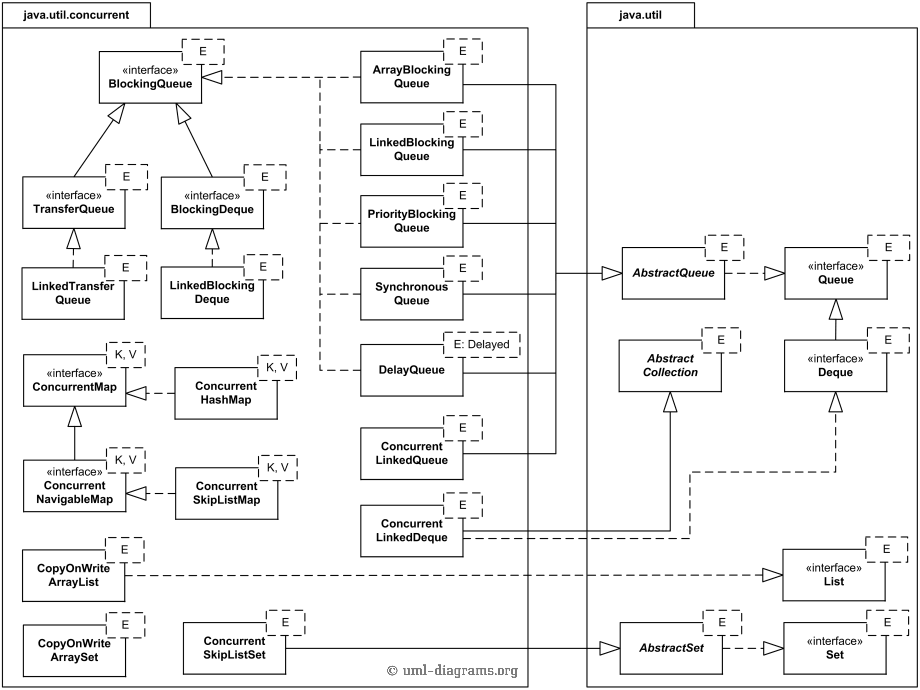 java.util.concurrent
java.util
E
«interface»
BlockingQueue
E
ArrayBlocking
Queue
E
LinkedBlocking
Queue
E
«interface»
TransferQueue
E
«interface»
BlockingDeque
E
PriorityBlocking
Queue
E
LinkedTransfer
Queue
E
LinkedBlocking
Deque
E
Synchronous
Queue
E
AbstractQueue
E
«interface»
Queue
K, V
«interface»
ConcurrentMap
K, V
Concurrent
HashMap
E: Delayed
DelayQueue
E
Abstract
Collection
E
«interface»
Deque
K, V
«interface»
Concurrent
NavigableMap
K, V
Concurrent
SkipListMap
E
Concurrent
LinkedQueue
E
Concurrent
LinkedDeque
E
CopyOnWrite
ArrayList
E
«interface»
List
E
CopyOnWrite
ArraySet
E
Concurrent
SkipListSet
E
AbstractSet
E
«interface»
Set
© uml-diagrams.org